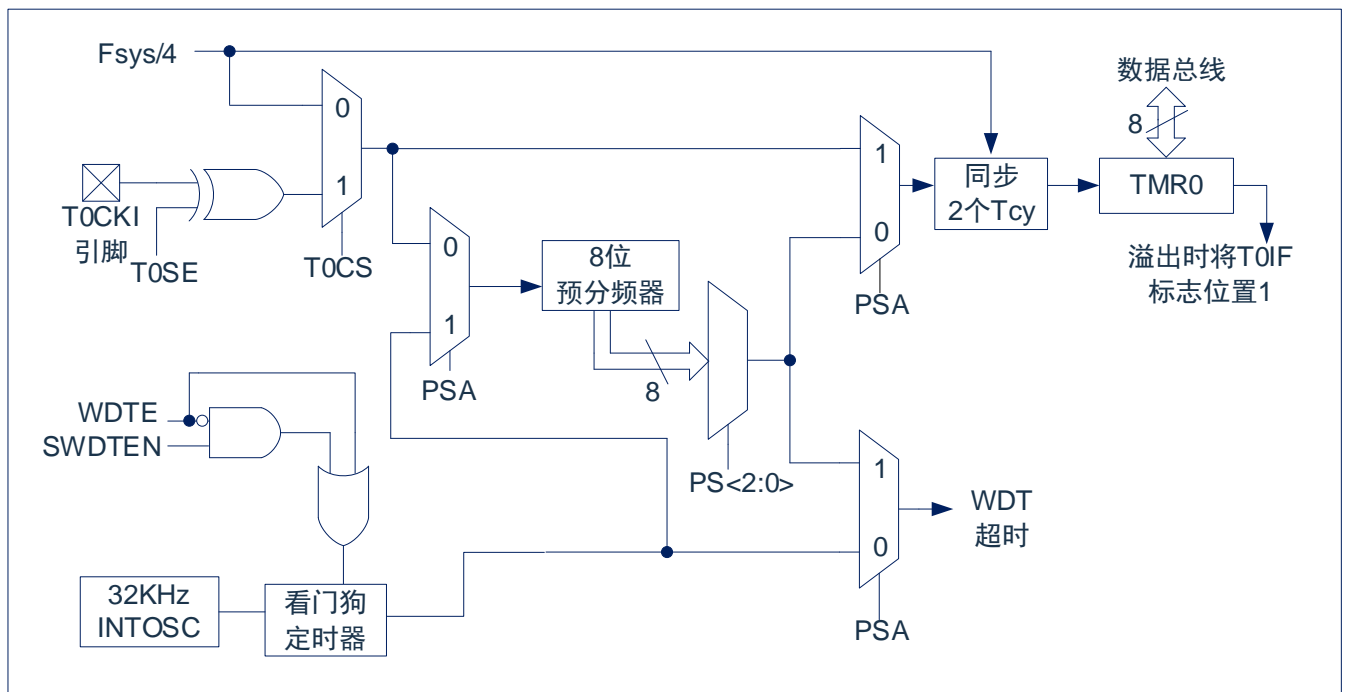 Fsys/4
数据总线
8
0
1
T0CKI
引脚
T0SE
T0CS
0
1
PSA
8位
预分频器
8
PS<2:0>
1
0
PSA
同步
2个Tcy
TMR0
溢出时将T0IF
标志位置1
WDTE
SWDTEN
32KHz
INTOSC
看门狗
定时器
1
0
PSA
WDT
超时